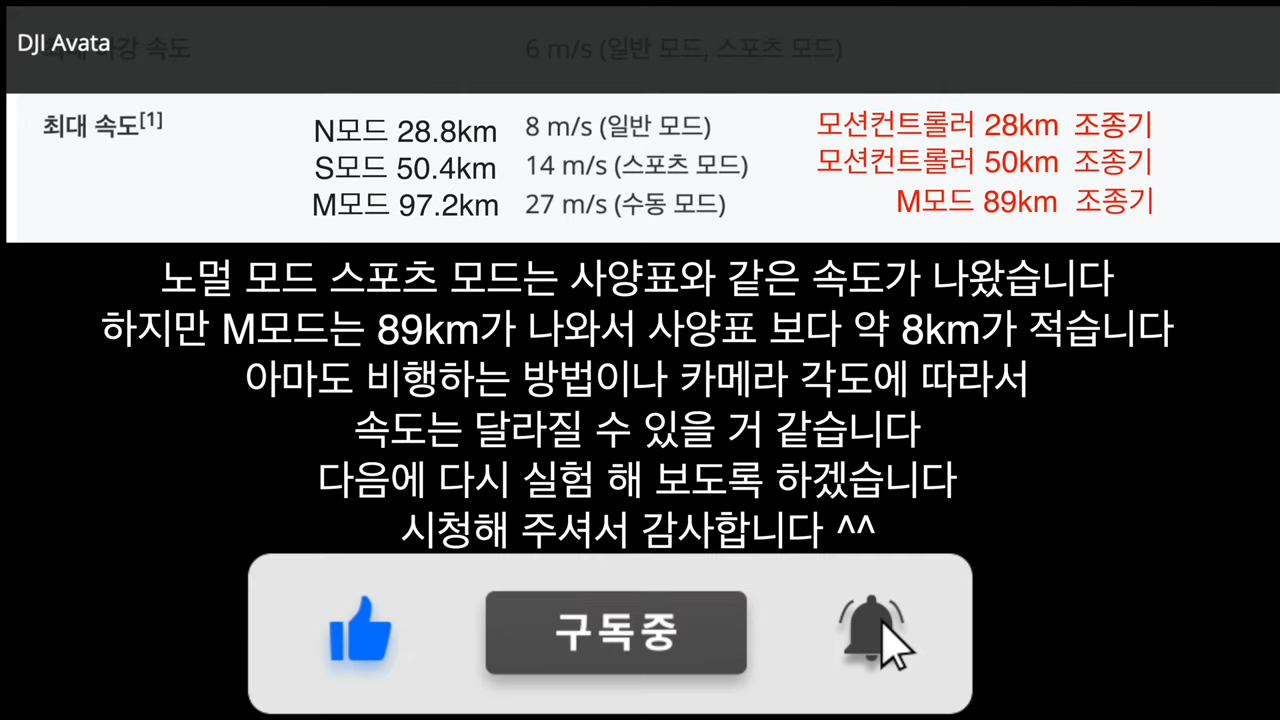 DJI Avata
최대 하강 속도 6 m/s (일반 모드, 스포츠 모드)
최대 속도[1] N모드 28.8km 8 m/s (일반 모드) 모션컨트롤러 28km 조종기
S모드 50.4km 14 m/s (스포츠 모드) 모션컨트롤러 50km 조종기
M모드 97.2km 27 m/s (수동 모드) M모드 89km 조종기
노멀 모드 스포츠 모드는 사양표와 같은 속도가 나왔습니다
하지만 M모드는 89km가 나와서 사양표 보다 약 8km가 적습니다
아마도 비행하는 방법이나 카메라 각도에 따라서
속도는 달라질 수 있을 거 같습니다
다음에 다시 실험 해 보도록 하겠습니다
시청해 주셔서 감사합니다 ^^
구독중